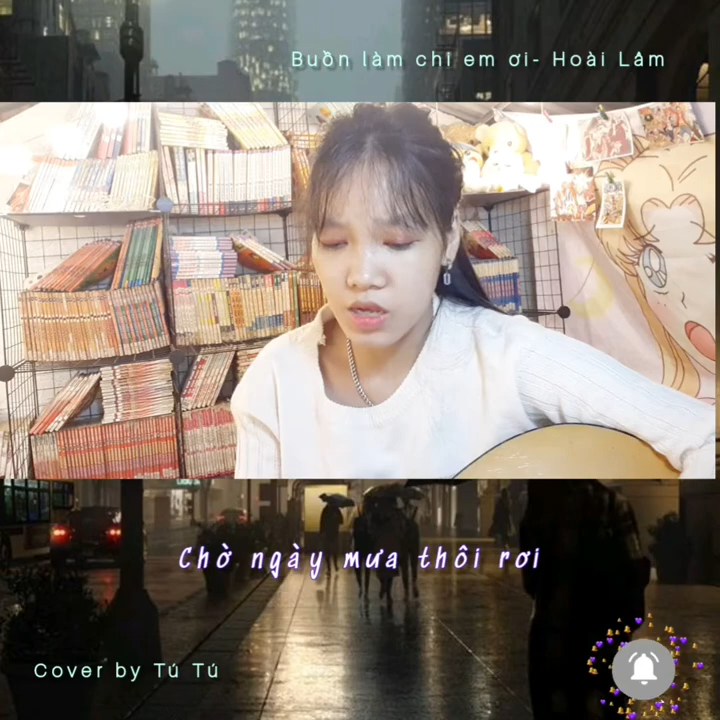 Buồn làm chi em ơi- Hoài Lâm
Chờ ngày mưa thôi rơi
Cover by Tú Tú